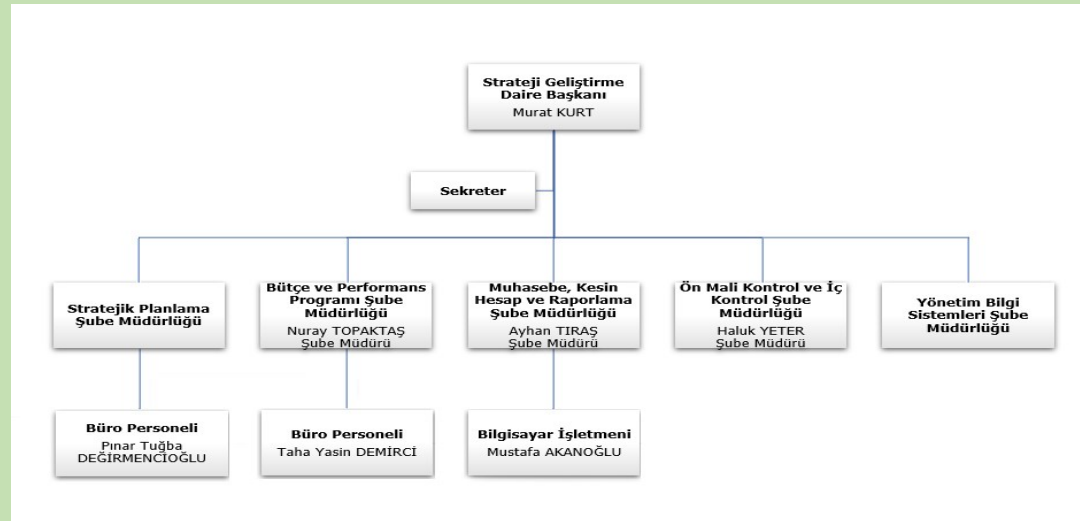 Strateji Geliştirme
Daire Başkanı
Murat KURT
Sekreter
Stratejik Planlama
Şube Müdürlüğü
Bütçe ve Performans
Programı Şube
Müdürlüğü
Nuray TOPAKTAŞ
Şube Müdürü
Muhasebe, Kesin
Hesap ve Raporlama
Şube Müdürlüğü
Ayhan TIRAŞ
Şube Müdürü
Ön Mali Kontrol ve İç
Kontrol Şube
Müdürlüğü
Haluk YETER
Şube Müdürü
Yönetim Bilgi
Sistemleri Şube
Müdürlüğü
Büro Personeli
Pınar Tuğba
DEĞİRMENCİOĞLU
Büro Personeli
Taha Yasin DEMİRCİ
Bilgisayar İşletmeni
Mustafa AKANOĞLU